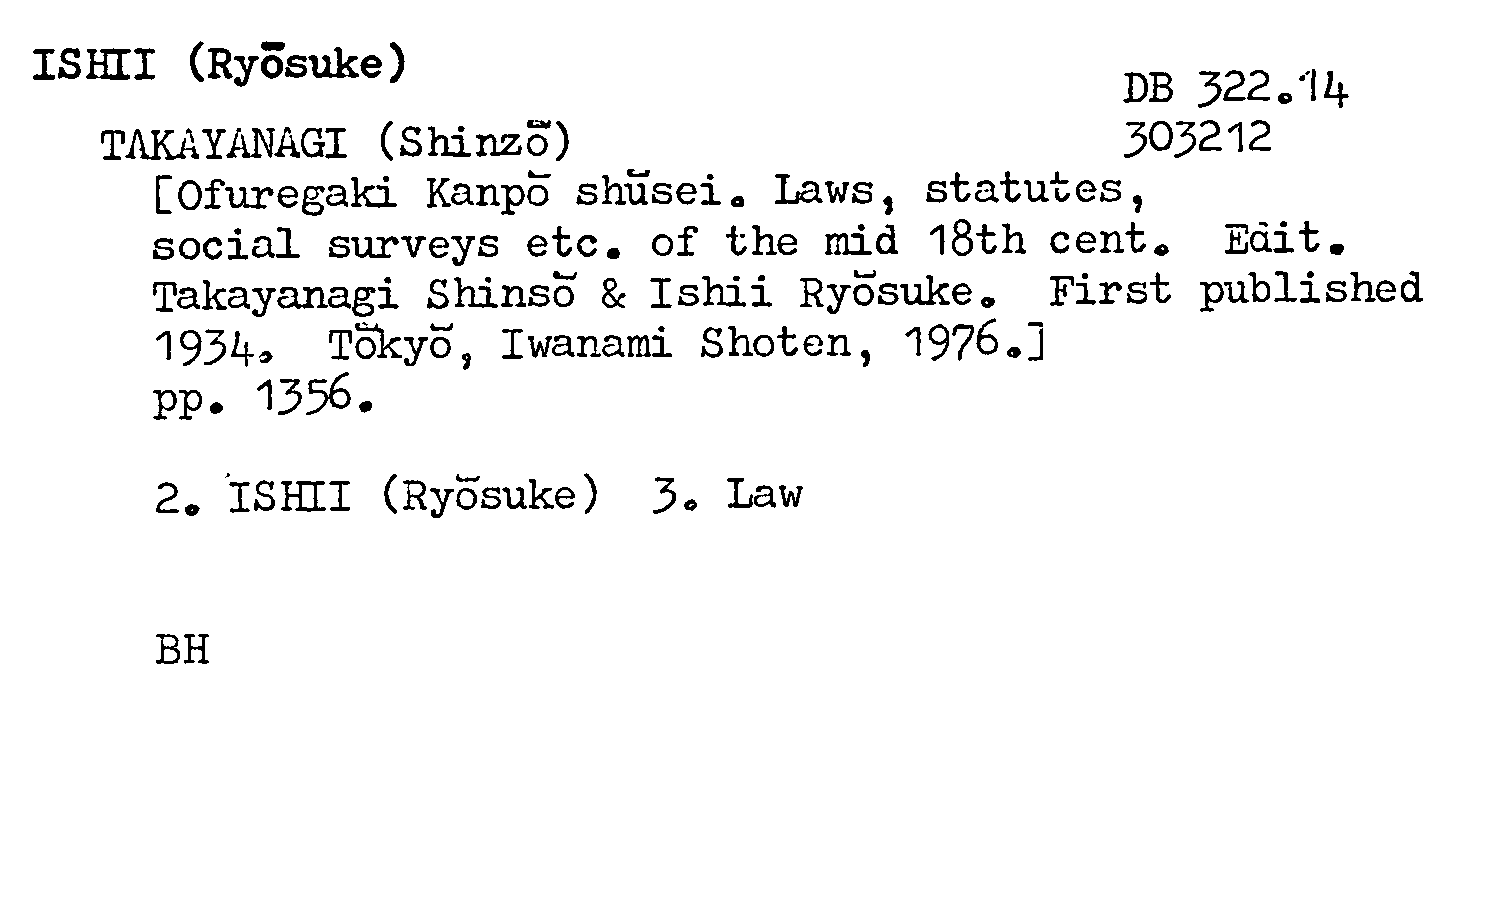 ISHII (Ryōsuke)
DB 322.14
TAKAYANAGI (Shinzō)
303212
[Ofuregaki Kanpō shūsei. Laws, statutes,
social surveys etc. of the mid 18th cent. Edit.
Takayanagi Shinsō & Ishii Ryōsuke. First published
1934. Tōkyō, Iwanami Shoten, 1976.]
pp. 1356.
2. ISHII (Ryōsuke) 3. Law
BH